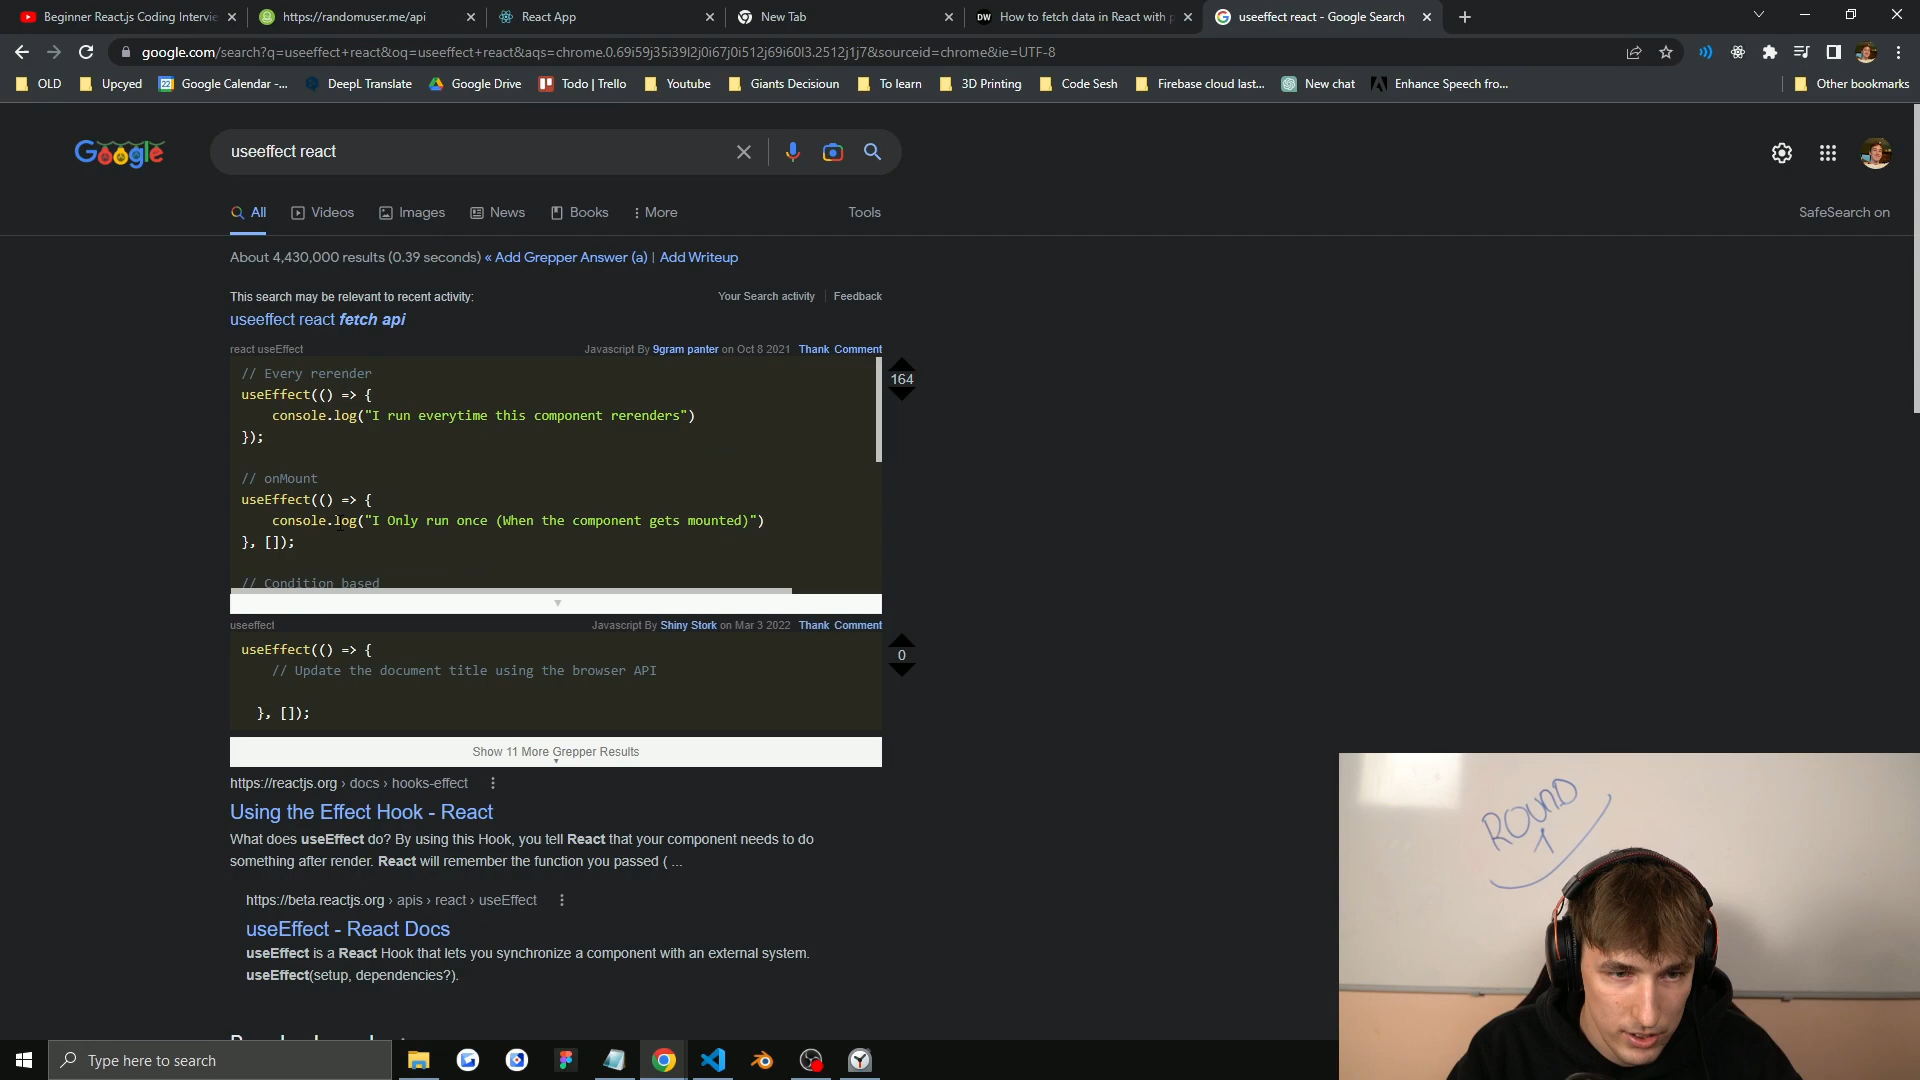 Beginner React.js Coding Intervie
https://randomuser.me/api
React App
New Tab
DW How to fetch data in React with p
useeffect react - Google Search
google.com/search?q=useeffect+react&oq=useeffect+react&aqs=chrome.0.69i59j35i39l2j0i67j0i512j69i60l3.2512j1j7&sourceid=chrome&ie=UTF-8
OLD Upcyed Google Calendar -... DeepL Translate Google Drive Todo | Trello Youtube Giants Decisioun To learn 3D Printing Code Sesh Firebase cloud last... New chat Enhance Speech fro... Other bookmarks
Google
useeffect react
All Videos Images News Books More Tools SafeSearch on
About 4,430,000 results (0.39 seconds) « Add Grepper Answer (a) | Add Writeup
This search may be relevant to recent activity: Your Search activity Feedback
useeffect react fetch api
react useEffect Javascript By 9gram panter on Oct 8 2021 Thank Comment
164
// Every rerender
useEffect(() => {
console.log("I run everytime this component rerenders")
});
// onMount
useEffect(() => {
console.log("I Only run once (When the component gets mounted)")
}, []);
// Condition based
useeffect Javascript By Shiny Stork on Mar 3 2022 Thank Comment
0
useEffect(() => {
// Update the document title using the browser API
}, []);
Show 11 More Grepper Results
https://reactjs.org › docs › hooks-effect
Using the Effect Hook - React
What does useEffect do? By using this Hook, you tell React that your component needs to do
something after render. React will remember the function you passed ( ...
https://beta.reactjs.org › apis › react › useEffect
useEffect - React Docs
useEffect is a React Hook that lets you synchronize a component with an external system.
useEffect(setup, dependencies?).
ROUND
1
Type here to search